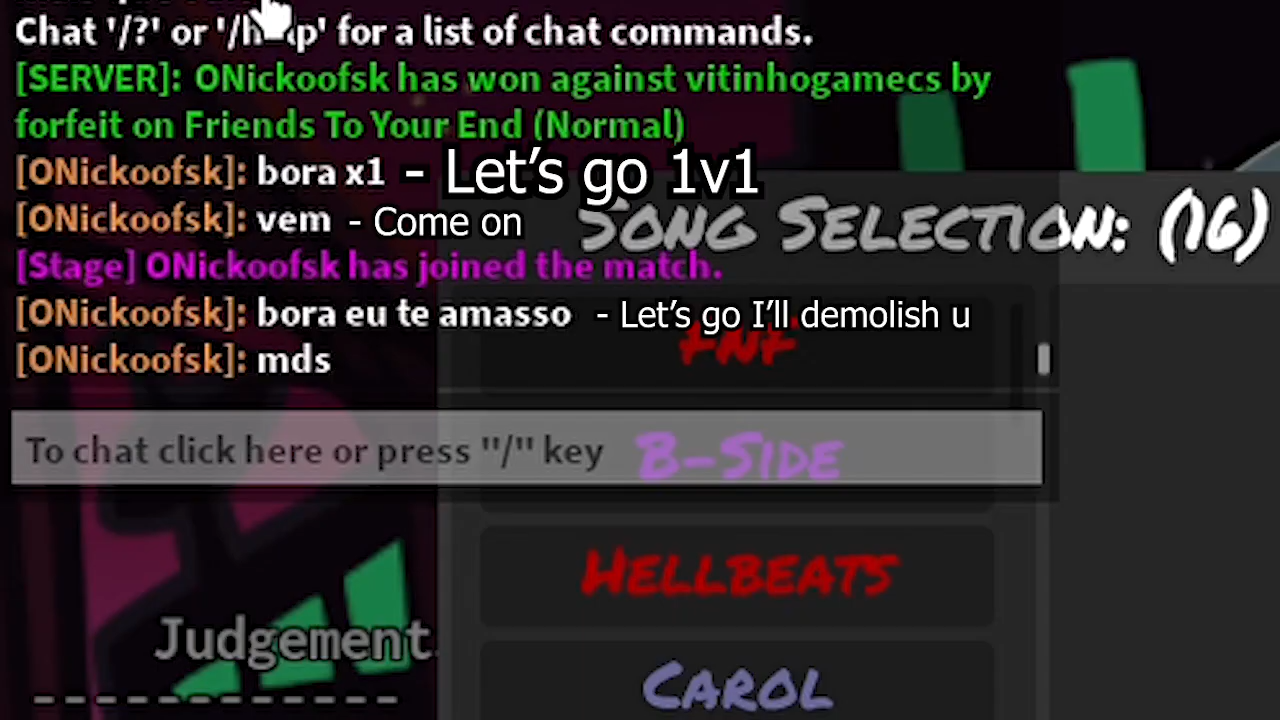 Chat '/?' or '/help' for a list of chat commands.
[SERVER]: ONickoofsk has won against vitinhogamecs by
forfeit on Friends To Your End (Normal)
[ONickoofsk]: bora x1 - Let's go 1v1
[ONickoofsk]: vem - Come on
Song Selection: (16)
[Stage] ONickoofsk has joined the match.
[ONickoofsk]: bora eu te amasso - Let's go I'll demolish u
FNF
[ONickoofsk]: mds
To chat click here or press "/" key
B-Side
Hellbeats
Judgement
Carol